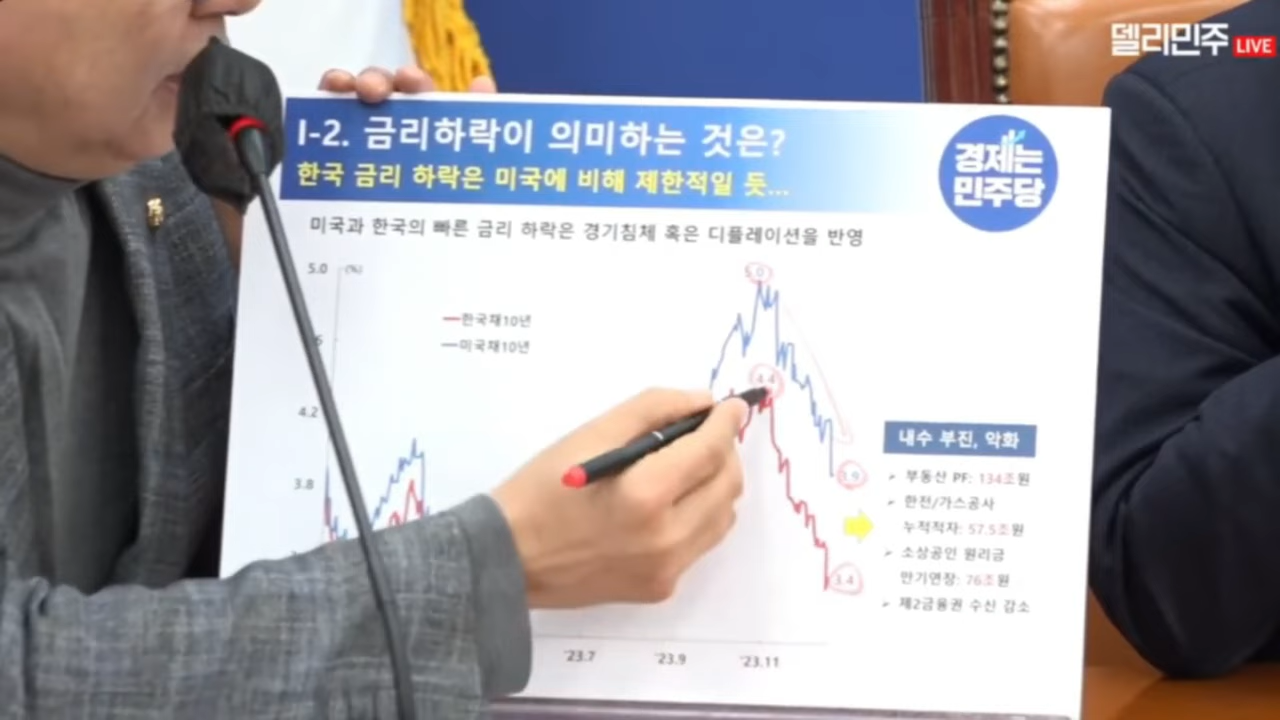 델리민주 LIVE
I-2. 금리하락이 의미하는 것은?
한국 금리 하락은 미국에 비해 제한적일 듯...
경제는
민주당
미국과 한국의 빠른 금리 하락은 경기침체 혹은 디플레이션을 반영
5.0 (%)
5.0
한국채10년
미국채10년
4.4
4.2
내수 부진, 악화
3.8
3.9
➢ 부동산 PF: 134조원
➢ 한전/가스공사
누적적자: 57.5조원
➢ 소상공인 원리금
만기연장: 76조원
3.4
➢ 제2금융권 수신 감소
'23.7 '23.9 '23.11